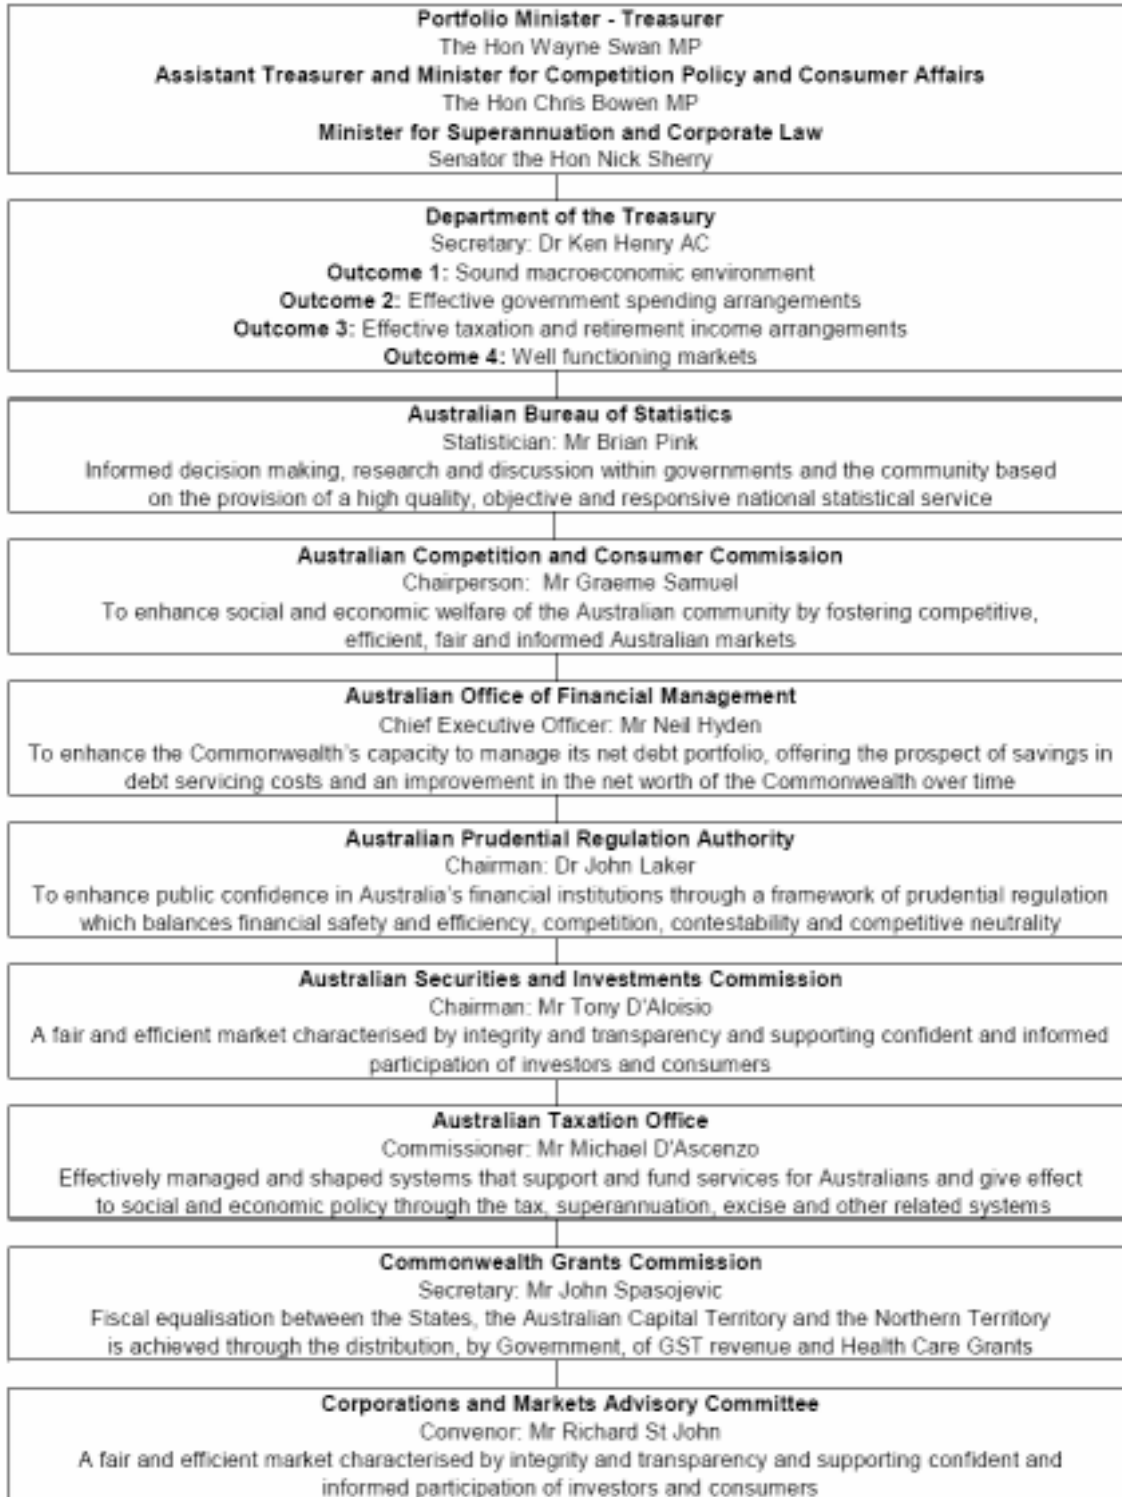 Portfolio Minister - Treasurer
The Hon Wayne Swan MP
Assistant Treasurer and Minister for Competition Policy and Consumer Affairs
The Hon Chris Bowen MP
Minister for Superannuation and Corporate Law
Senator the Hon Nick Sherry
Department of the Treasury
Secretary: Dr Ken Henry AC
Outcome 1: Sound macroeconomic environment
Outcome 2: Effective government spending arrangements
Outcome 3: Effective taxation and retirement income arrangements
Outcome 4: Well functioning markets
Australian Bureau of Statistics
Statistician: Mr Brian Pink
Informed decision making, research and discussion within governments and the community based
on the provision of a high quality, objective and responsive national statistical service
Australian Competition and Consumer Commission
Chairperson:  Mr Graeme Samuel
To enhance social and economic welfare of the Australian community by fostering competitive,
efficient, fair and informed Australian markets
Australian Office of Financial Management
Chief Executive Officer: Mr Neil Hyden
To enhance the Commonwealth's capacity to manage its net debt portfolio, offering the prospect of savings in
debt servicing costs and an improvement in the net worth of the Commonwealth over time
Australian Prudential Regulation Authority
Chairman: Dr John Laker
To enhance public confidence in Australia's financial institutions through a framework of prudential regulation
which balances financial safety and efficiency, competition, contestability and competitive neutrality
Australian Securities and Investments Commission
Chairman: Mr Tony D'Aloisio
A fair and efficient market characterised by integrity and transparency and supporting confident and informed
participation of investors and consumers
Australian Taxation Office
Commissioner: Mr Michael D'Ascenzo
Effectively managed and shaped systems that support and fund services for Australians and give effect
to social and economic policy through the tax, superannuation, excise and other related systems
Commonwealth Grants Commission
Secretary: Mr John Spasojevic
Fiscal equalisation between the States, the Australian Capital Territory and the Northern Territory
is achieved through the distribution, by Government, of GST revenue and Health Care Grants
Corporations and Markets Advisory Committee
Convenor: Mr Richard St John
A fair and efficient market characterised by integrity and transparency and supporting confident and
informed participation of investors and consumers